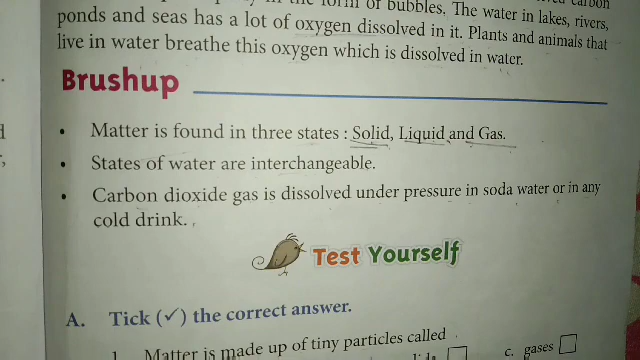 the form of bubbles. The water in lakes, rivers,
ponds and seas has a lot of oxygen dissolved in it. Plants and animals that
live in water breathe this oxygen which is dissolved in water.
Brushup
• Matter is found in three states : Solid, Liquid and Gas.
• States of water are interchangeable.
• Carbon dioxide gas is dissolved under pressure in soda water or in any
cold drink.
Test Yourself
A. Tick (✓) the correct answer.
1. Matter is made up of tiny particles called
c. gases